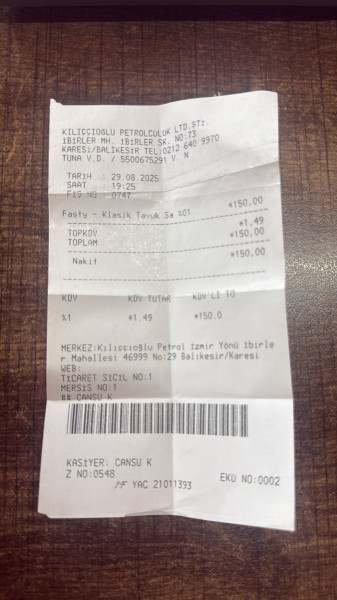 KILIÇÇIOĞLU PETROLCULUK LTD.STİ.
İBİRLER MH. İBİRLER SK. NO:73
KARESİ/BALIKESİR TEL:0212 640 9970
TUNA V.D. / 5500675291 V. N
TARİH : 29.08.2025
SAAT : 19:25
FİŞ NO : 0747
Fasty - Klasik Tavuk Sa %01 *150,00
TOPKDV *1,49
TOPLAM *150,00
Nakit *150,00
KDV KDV TUTAR KDV'Lİ TO
%1 *1.49 *150.0
MERKEZ:Kılıççıoğlu Petrol İzmir Yönü İbirle
r Mahallesi 46999 No:29 Balıkesir/Karesi
WEB:
TİCARET SİCİL NO:1
MERSİS NO:1
## CANSU K
KASİYER: CANSU K
Z NO:0548 EKÜ NO:0002
MF YAC 21011393